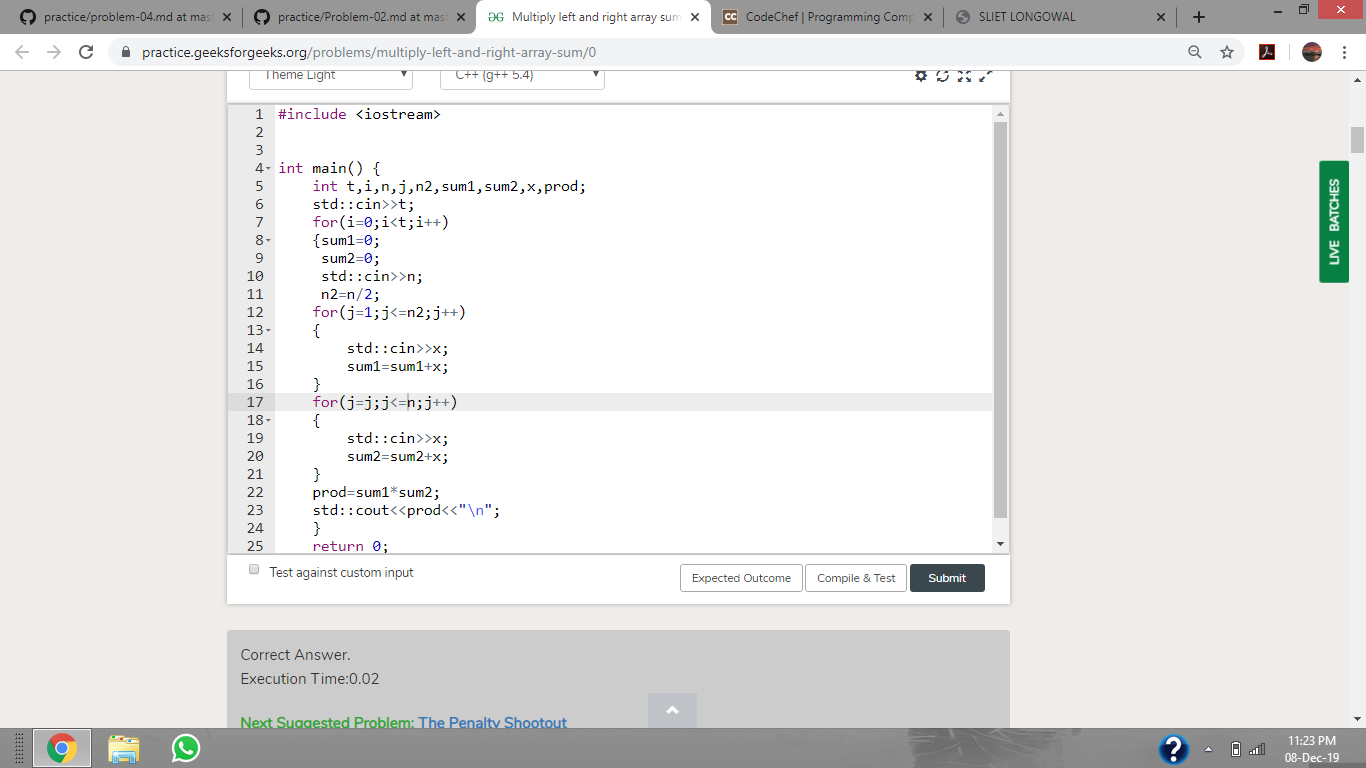 practice/problem-04.md at mas
practice/Problem-02.md at mas
Multiply left and right array sum
CodeChef | Programming Comp
SLIET LONGOWAL
practice.geeksforgeeks.org/problems/multiply-left-and-right-array-sum/0
Theme Light
C++ (g++ 5.4)
1 #include <iostream>
2
3
4 int main() {
5 int t,i,n,j,n2,sum1,sum2,x,prod;
6 std::cin>>t;
7 for(i=0;i<t;i++)
8 {sum1=0;
9 sum2=0;
10 std::cin>>n;
11 n2=n/2;
12 for(j=1;j<=n2;j++)
13 {
14 std::cin>>x;
15 sum1=sum1+x;
16 }
17 for(j=j;j<=n;j++)
18 {
19 std::cin>>x;
20 sum2=sum2+x;
21 }
22 prod=sum1*sum2;
23 std::cout<<prod<<"\n";
24 }
25 return 0;
LIVE BATCHES
Test against custom input
Expected Outcome
Compile & Test
Submit
Correct Answer.
Execution Time:0.02
Next Suggested Problem: The Penalty Shootout
11:23 PM
08-Dec-19